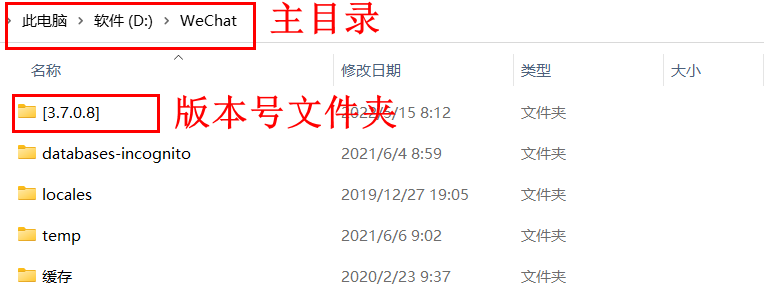 此电脑 > 软件 (D:) > WeChat 主目录
名称 修改日期 类型 大小
[3.7.0.8] 版本号文件夹 2022/5/15 8:12 文件夹
databases-incognito 2021/6/4 8:59 文件夹
locales 2019/12/27 19:05 文件夹
temp 2021/6/6 9:02 文件夹
缓存 2020/2/23 9:37 文件夹